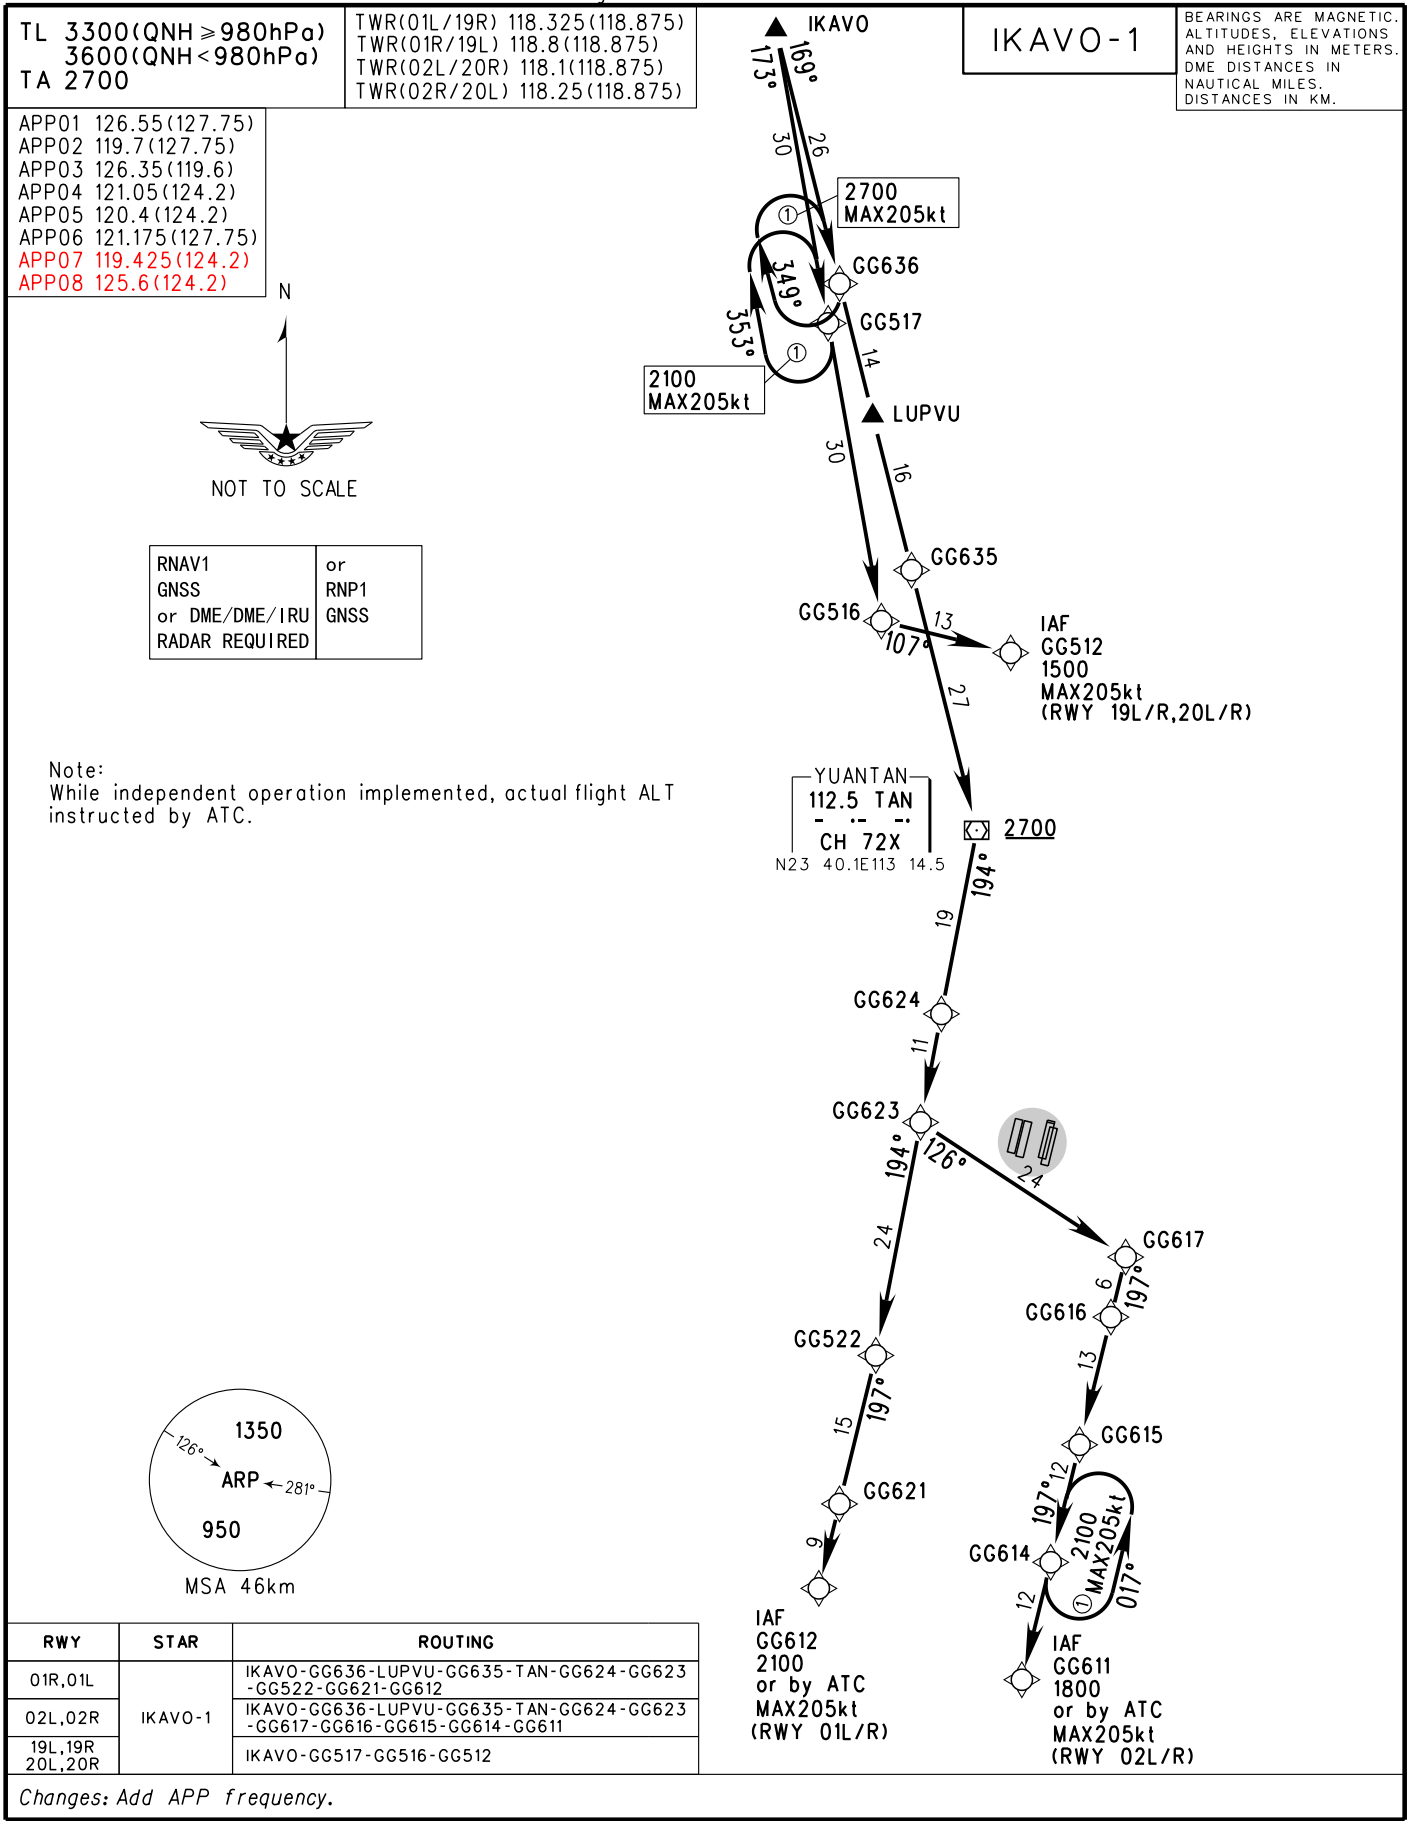 TL 3300(QNH≥980hPa)
3600(QNH<980hPa)
TA 2700
TWR(01L/19R) 118.325(118.875)
TWR(01R/19L) 118.8(118.875)
TWR(02L/20R) 118.1(118.875)
TWR(02R/20L) 118.25(118.875)
IKAVO-1
BEARINGS ARE MAGNETIC.
ALTITUDES, ELEVATIONS
AND HEIGHTS IN METERS.
DME DISTANCES IN
NAUTICAL MILES.
DISTANCES IN KM.
APP01 126.55(127.75)
APP02 119.7(127.75)
APP03 126.35(119.6)
APP04 121.05(124.2)
APP05 120.4(124.2)
APP06 121.175(127.75)
APP07 119.425(124.2)
APP08 125.6(124.2)
N
NOT TO SCALE
RNAV1
GNSS
or DME/DME/IRU
RADAR REQUIRED
or
RNP1
GNSS
Note:
While independent operation implemented, actual flight ALT
instructed by ATC.
IKAVO
169°
173°
30
26
①
2700
MAX205kt
GG636
349°
GG517
353°
①
2100
MAX205kt
14
LUPVU
30
16
GG635
GG516
107°
13
IAF
GG512
1500
MAX205kt
(RWY 19L/R,20L/R)
27
YUANTAN
112.5 TAN
- ·- -·
CH 72X
N23 40.1E113 14.5
2700
194°
19
GG624
11
GG623
194°
126°
24
24
GG617
6
197°
GG616
13
GG522
197°
15
GG615
12
197°
GG621
2100
MAX205kt
①
017°
9
GG614
12
IAF
GG612
2100
or by ATC
MAX205kt
(RWY 01L/R)
IAF
GG611
1800
or by ATC
MAX205kt
(RWY 02L/R)
1350
126°
ARP
281°
950
MSA 46km
RWY STAR ROUTING
01R,01L
IKAVO-GG636-LUPVU-GG635-TAN-GG624-GG623
-GG522-GG621-GG612
02L,02R
IKAVO-1
IKAVO-GG636-LUPVU-GG635-TAN-GG624-GG623
-GG617-GG616-GG615-GG614-GG611
19L,19R
20L,20R
IKAVO-GG517-GG516-GG512
Changes: Add APP frequency.